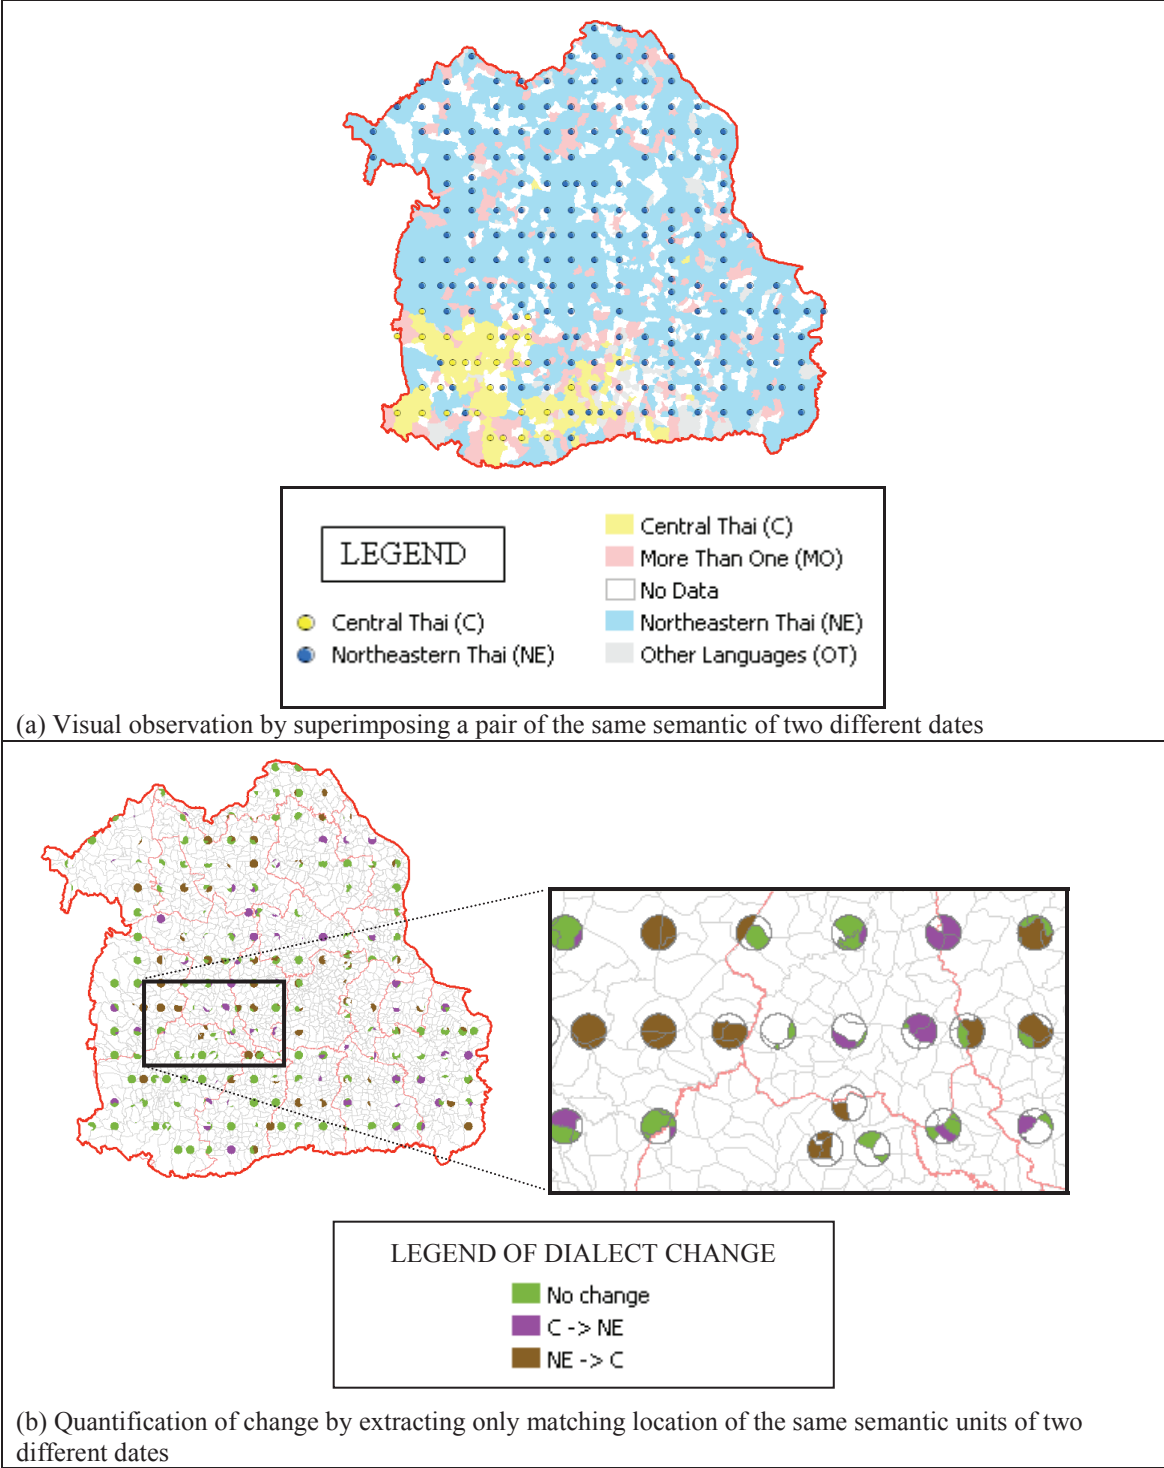 LEGEND
Central Thai (C)
Northeastern Thai (NE)
Central Thai (C)
More Than One (MO)
No Data
Northeastern Thai (NE)
Other Languages (OT)
(a) Visual observation by superimposing a pair of the same semantic of two different dates
LEGEND OF DIALECT CHANGE
No change
C -> NE
NE -> C
(b) Quantification of change by extracting only matching location of the same semantic units of two
different dates